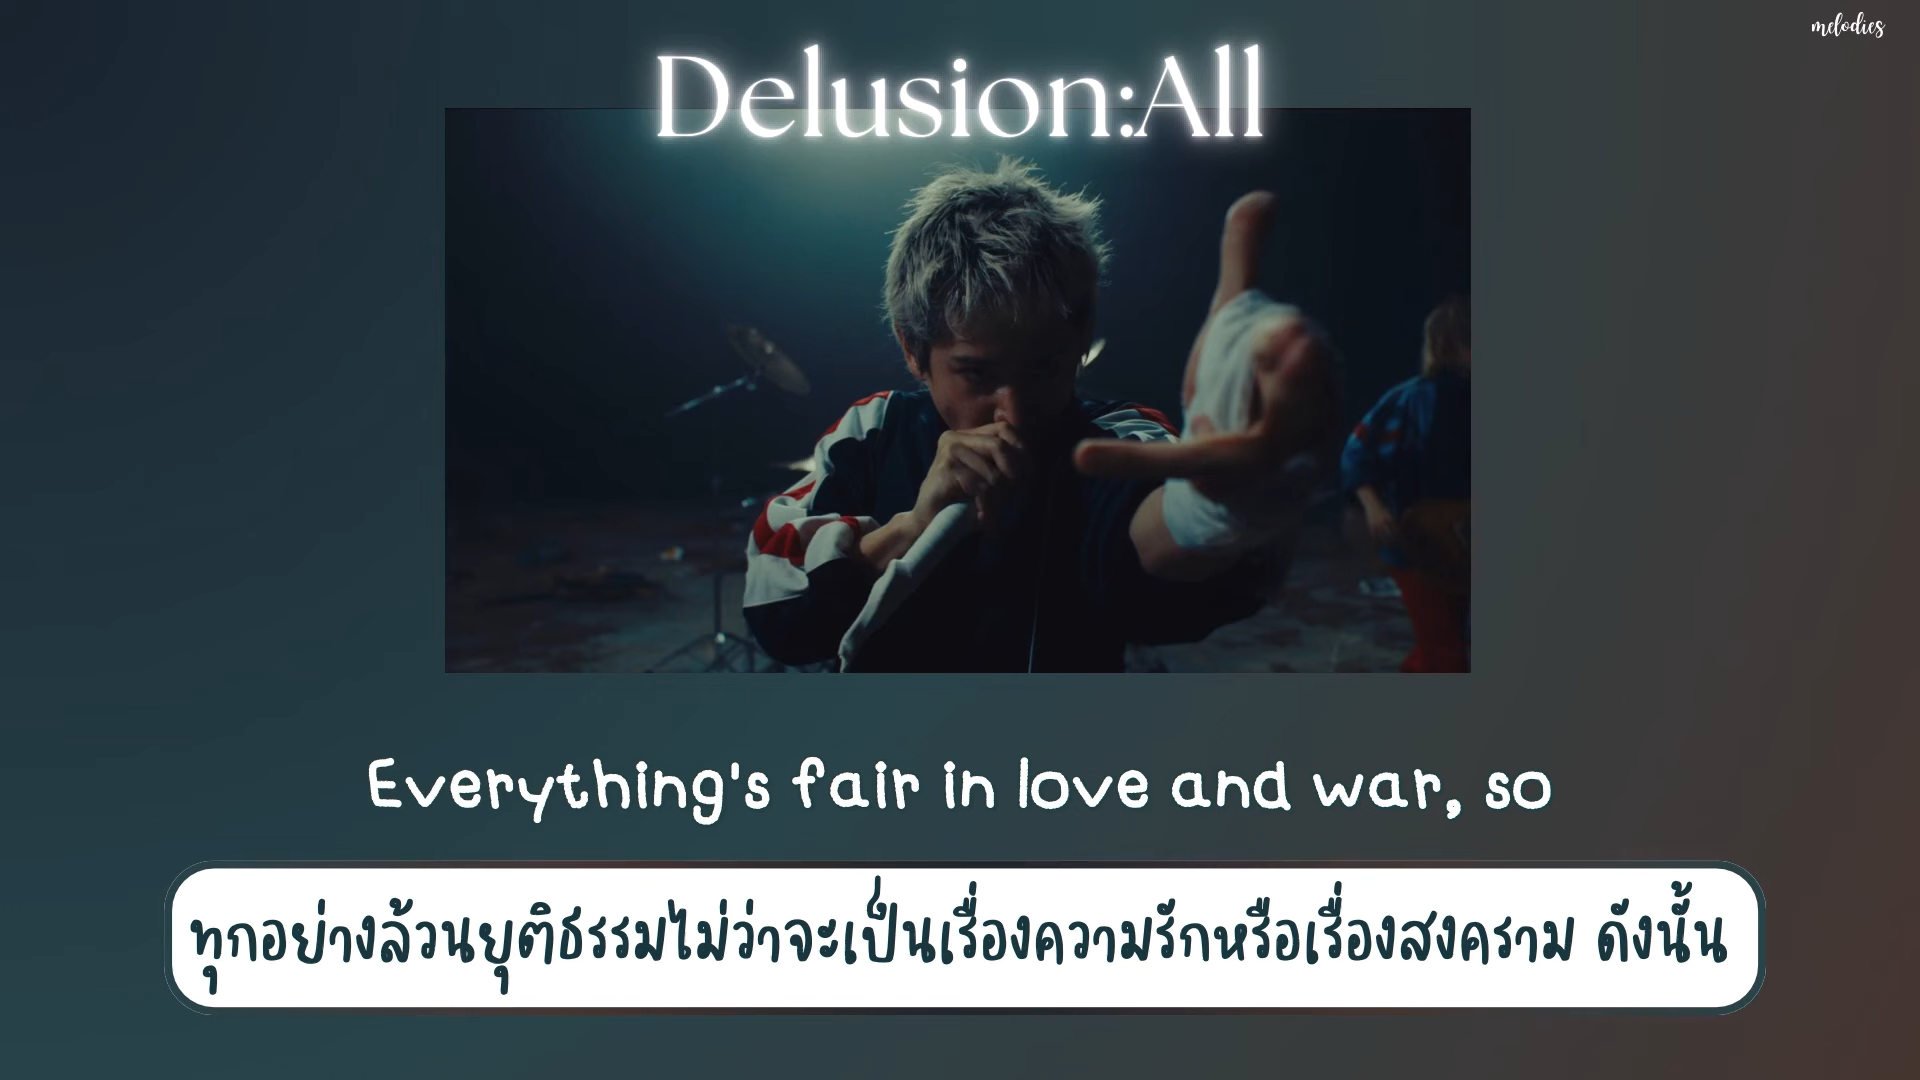 melodies
Delusion:All
Everything's fair in love and war, so
ทุกอย่างล้วนยุติธรรมไม่ว่าจะเป็นเรื่องความรักหรือเรื่องสงคราม ดังนั้น